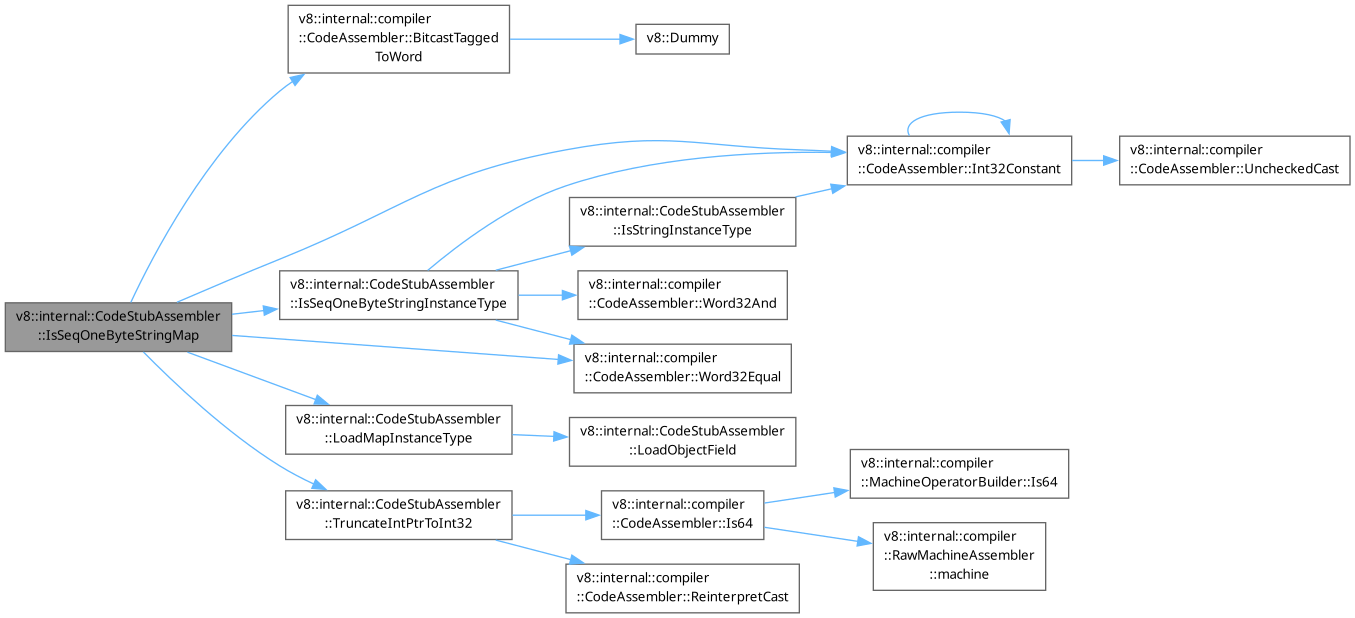 v8::internal::compiler
::CodeAssembler::BitcastTagged
ToWord
v8::Dummy
v8::internal::compiler
::CodeAssembler::Int32Constant
v8::internal::compiler
::CodeAssembler::UncheckedCast
v8::internal::CodeStubAssembler
::IsStringInstanceType
v8::internal::CodeStubAssembler
::IsSeqOneByteStringInstanceType
v8::internal::compiler
::CodeAssembler::Word32And
v8::internal::CodeStubAssembler
::IsSeqOneByteStringMap
v8::internal::compiler
::CodeAssembler::Word32Equal
v8::internal::CodeStubAssembler
::LoadMapInstanceType
v8::internal::CodeStubAssembler
::LoadObjectField
v8::internal::compiler
::MachineOperatorBuilder::Is64
v8::internal::CodeStubAssembler
::TruncateIntPtrToInt32
v8::internal::compiler
::CodeAssembler::Is64
v8::internal::compiler
::RawMachineAssembler
::machine
v8::internal::compiler
::CodeAssembler::ReinterpretCast